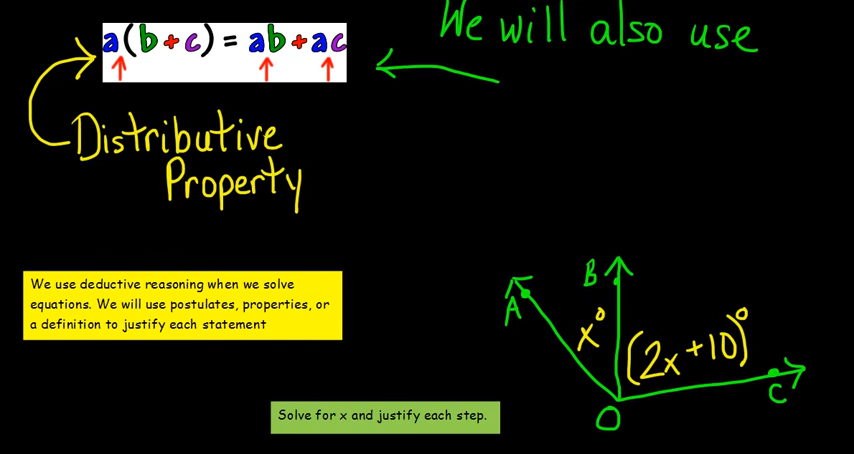 We will also use
a(b+c) = ab+ac
Distributive
Property
We use deductive reasoning when we solve
equations. We will use postulates, properties, or
a definition to justify each statement
B
A
x°
(2x+10)°
C
O
Solve for x and justify each step.